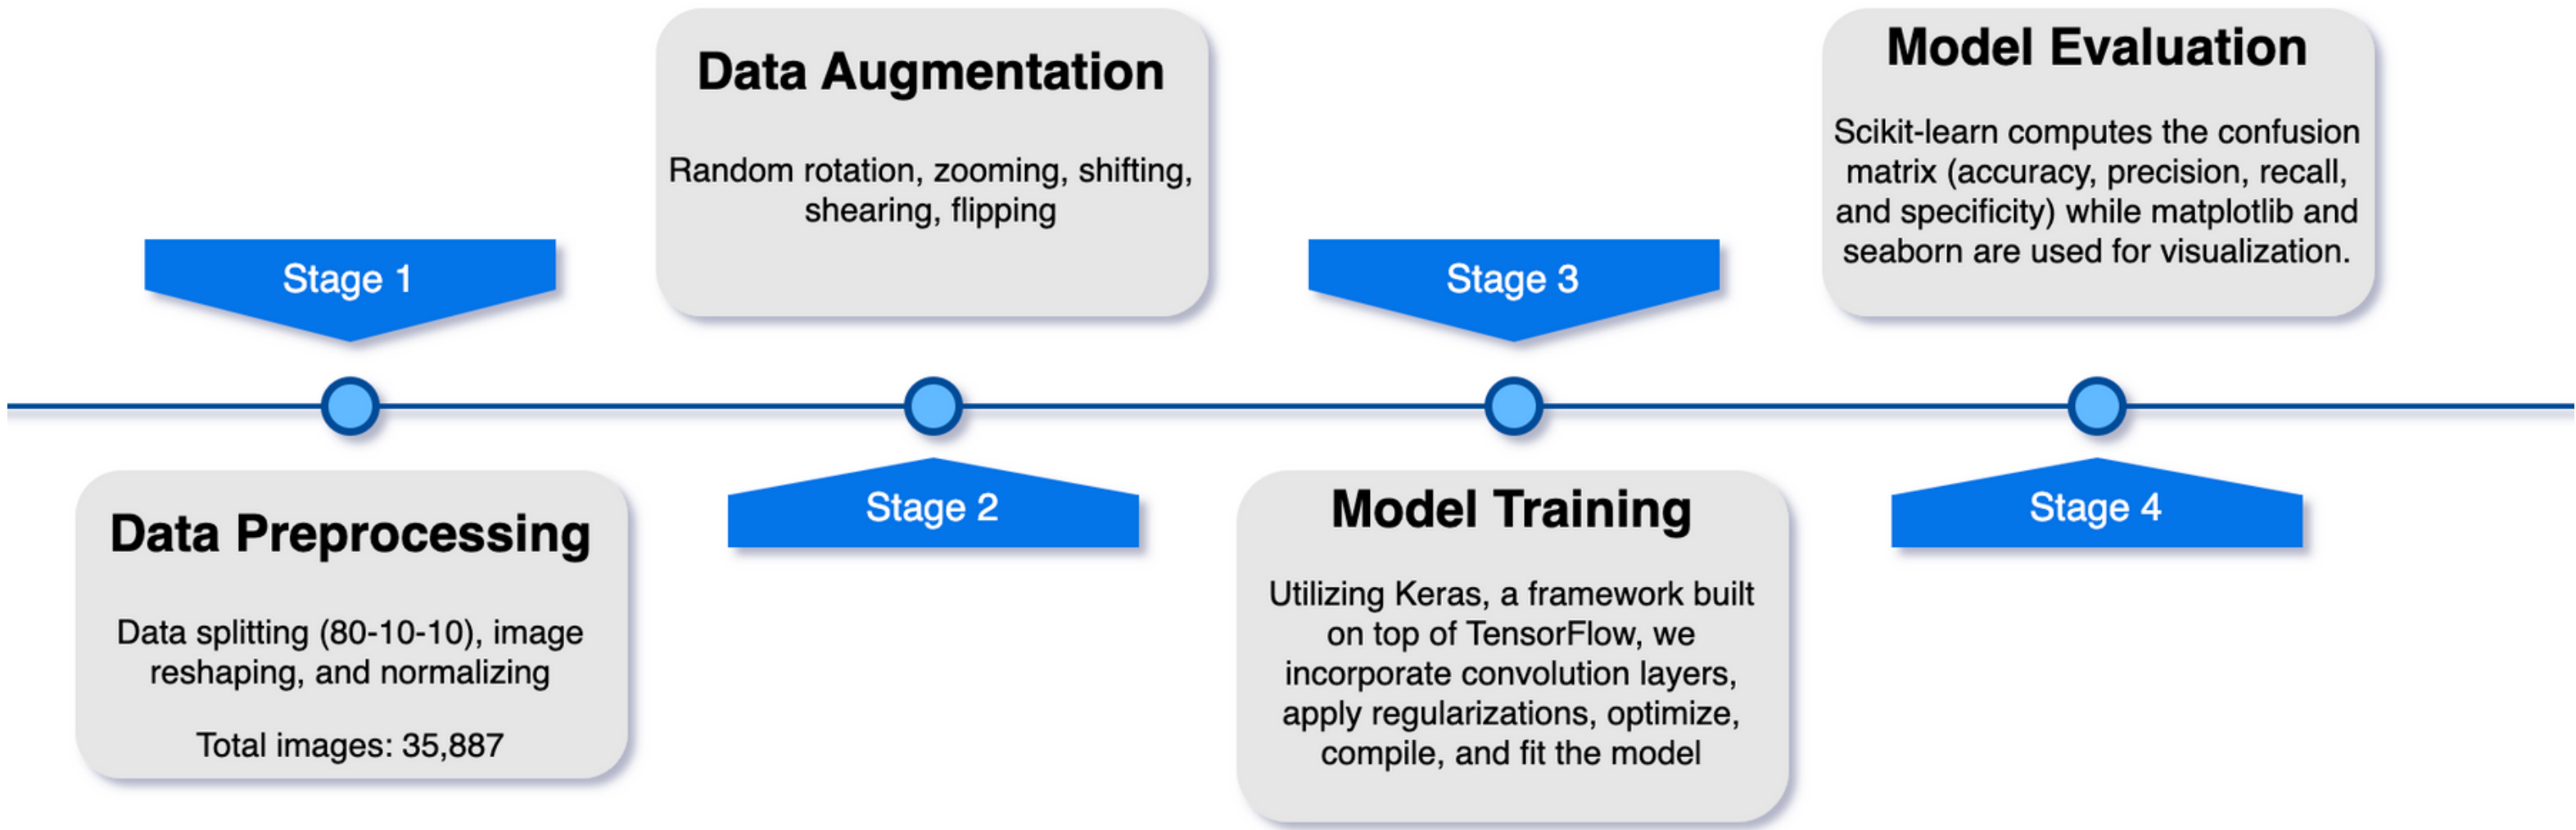 Stage 1
Data Preprocessing
Data splitting (80-10-10), image
reshaping, and normalizing
Total images: 35,887
Data Augmentation
Random rotation, zooming, shifting,
shearing, flipping
Stage 2
Stage 3
Model Training
Utilizing Keras, a framework built
on top of TensorFlow, we
incorporate convolution layers,
apply regularizations, optimize,
compile, and fit the model
Model Evaluation
Scikit-learn computes the confusion
matrix (accuracy, precision, recall,
and specificity) while matplotlib and
seaborn are used for visualization.
Stage 4